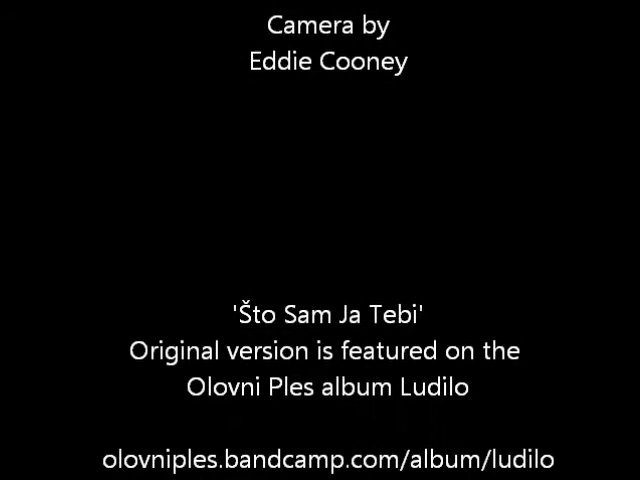 Camera by
Eddie Cooney
'Što Sam Ja Tebi'
Original version is featured on the
Olovni Ples album Ludilo
olovniples.bandcamp.com/album/ludilo